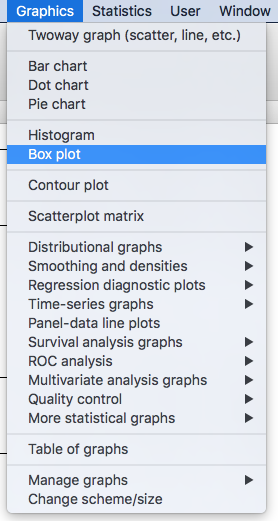 Graphics Statistics User Window
Twoway graph (scatter, line, etc.)
Bar chart
Dot chart
Pie chart
Histogram
Box plot
Contour plot
Scatterplot matrix
Distributional graphs
Smoothing and densities
Regression diagnostic plots
Time-series graphs
Panel-data line plots
Survival analysis graphs
ROC analysis
Multivariate analysis graphs
Quality control
More statistical graphs
Table of graphs
Manage graphs
Change scheme/size